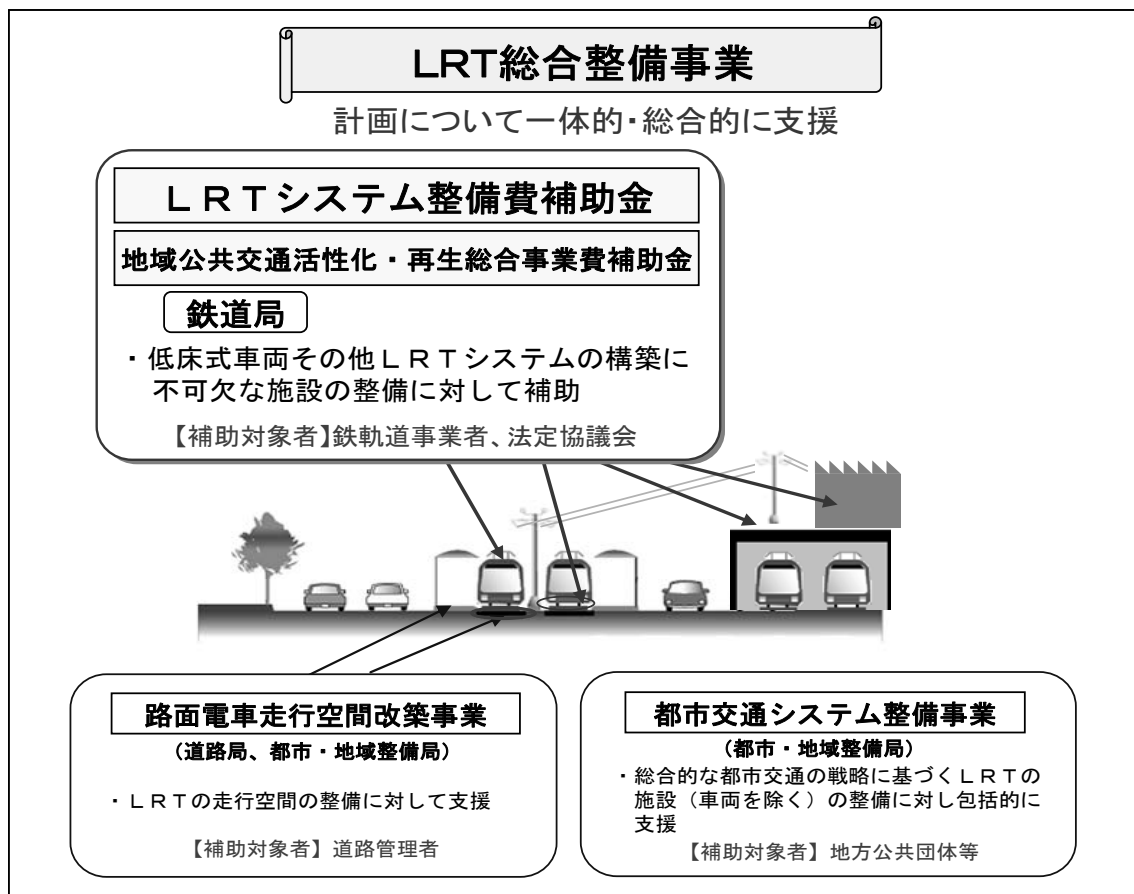 LRT総合整備事業
計画について一体的・総合的に支援
ＬＲＴシステム整備費補助金
地域公共交通活性化・再生総合事業費補助金
鉄道局
・低床式車両その他ＬＲＴシステムの構築に
不可欠な施設の整備に対して補助
【補助対象者】鉄軌道事業者、法定協議会
路面電車走行空間改築事業
（道路局、都市・地域整備局）
・ＬＲＴの走行空間の整備に対して支援
【補助対象者】道路管理者
都市交通システム整備事業
（都市・地域整備局）
・総合的な都市交通の戦略に基づくＬＲＴの
施設（車両を除く）の整備に対し包括的に
支援
【補助対象者】地方公共団体等